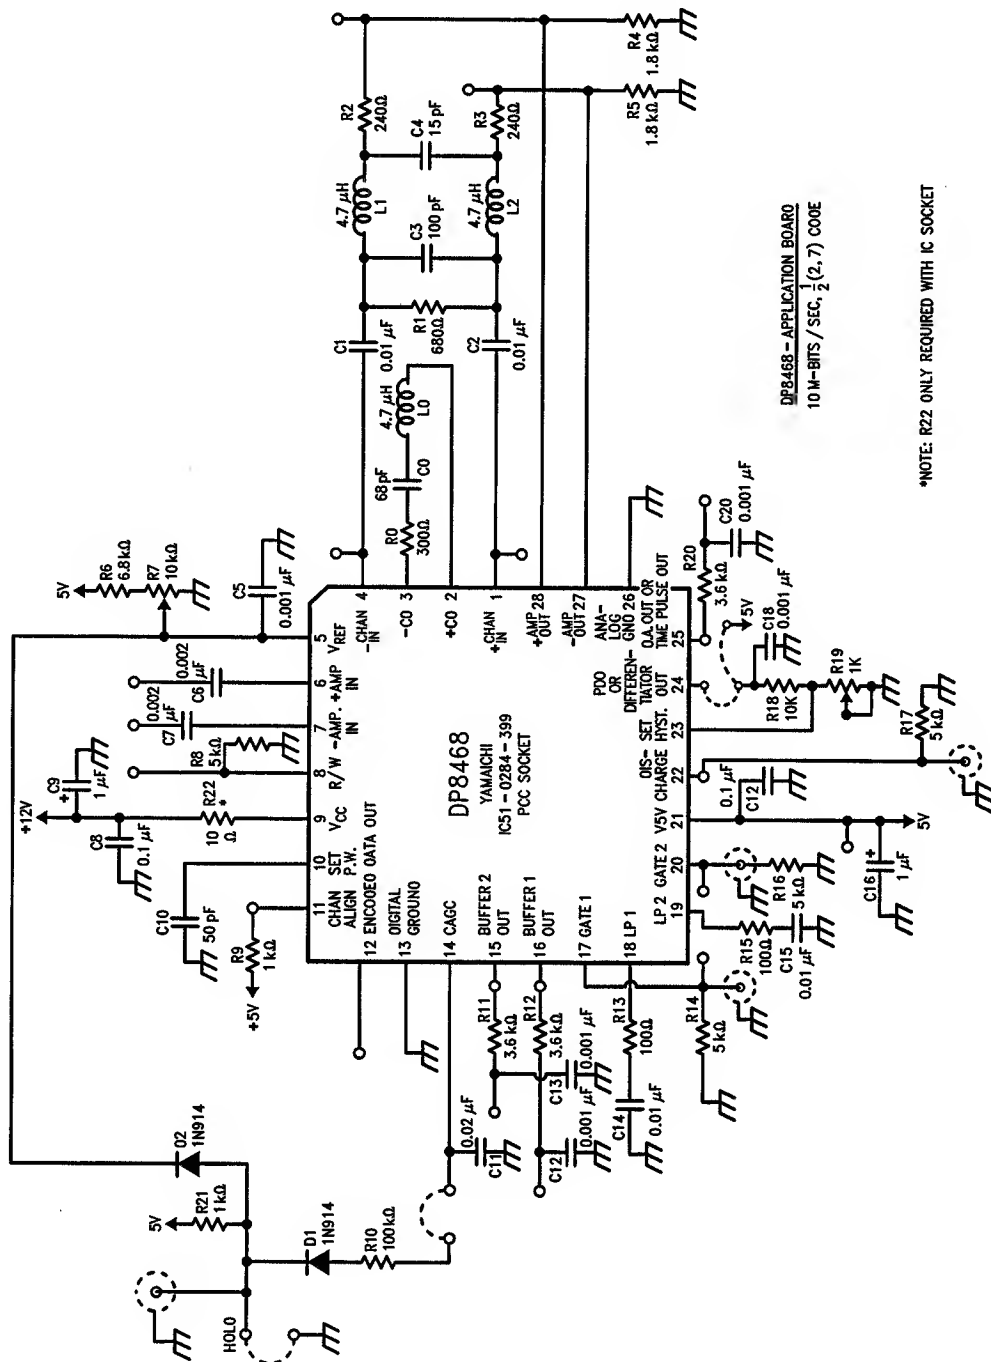 R2
240Ω
R4
1.8 kΩ
R5
1.8 kΩ
C4
15 pF
R3
240Ω
4.7 μH
L1
C3
100 pF
4.7 μH
L2
R1
680Ω
C1
0.01 μF
C2
0.01 μF
4.7 μH
L0
68 pF
C0
R0
300Ω
DP8468 – APPLICATION BOARD
10 M-BITS / SEC, 1/2 (2, 7) CODE
*NOTE: R22 ONLY REQUIRED WITH IC SOCKET
5V
R6
6.8 kΩ
R7
10 kΩ
C5
0.001 μF
0.002
μF
C6
0.002
μF
C7
R8
5 kΩ
C9
+
1 μF
+12V
R22
*
10
Ω
C8
0.1 μF
C10
50 pF
R9
1 kΩ
+5V
5 VREF
6 +AMP
IN
7 -AMP.
IN
8 R/W
9 VCC
10 SET
P.W.
11 CHAN
ALIGN
12 ENCODED DATA OUT
13 DIGITAL
GROUND
14 CAGC
15 BUFFER 2
OUT
16 BUFFER 1
OUT
17 GATE 1
18 LP 1
19 LP 2
20 GATE 2
21 V5V
22 DIS-
CHARGE
23 SET
HYST.
24 PDO
OR
DIFFEREN-
TIATOR
OUT
25 O.A. OUT OR
TIME PULSE OUT
ANA-
LOG
GND 26
-AMP
OUT 27
+AMP
OUT 28
+CHAN
IN 1
+C0 2
-C0 3
-CHAN
IN 4
DP8468
YAMAICHI
IC51-0284-399
PCC SOCKET
R20
3.6 kΩ
C20
0.001 μF
5V
C18
0.001 μF
R18
10K
R19
1K
R17
5 kΩ
0.1 μF
C12
5V
C16
+
1 μF
R16
5 kΩ
R15
100Ω
C15
0.01 μF
R14
5 kΩ
R13
100Ω
C14
0.01 μF
R11
3.6 kΩ
R12
3.6 kΩ
C13
0.001 μF
C12
0.001 μF
0.02 μF
C11
D2
1N914
5V
R21
1 kΩ
D1
1N914
R10
100 kΩ
HOLD